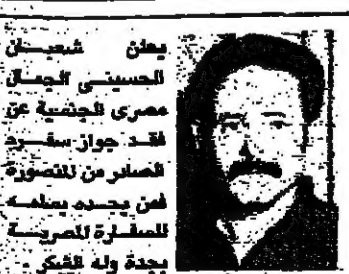 يعلن شعبان
الحسيني الجمال
مصرى الجنسية عن
فقد جواز سفره
الصادر من المنصورة
فمن يجده يسلمه
للسفارة المصرية
بجدة وله الشكر .